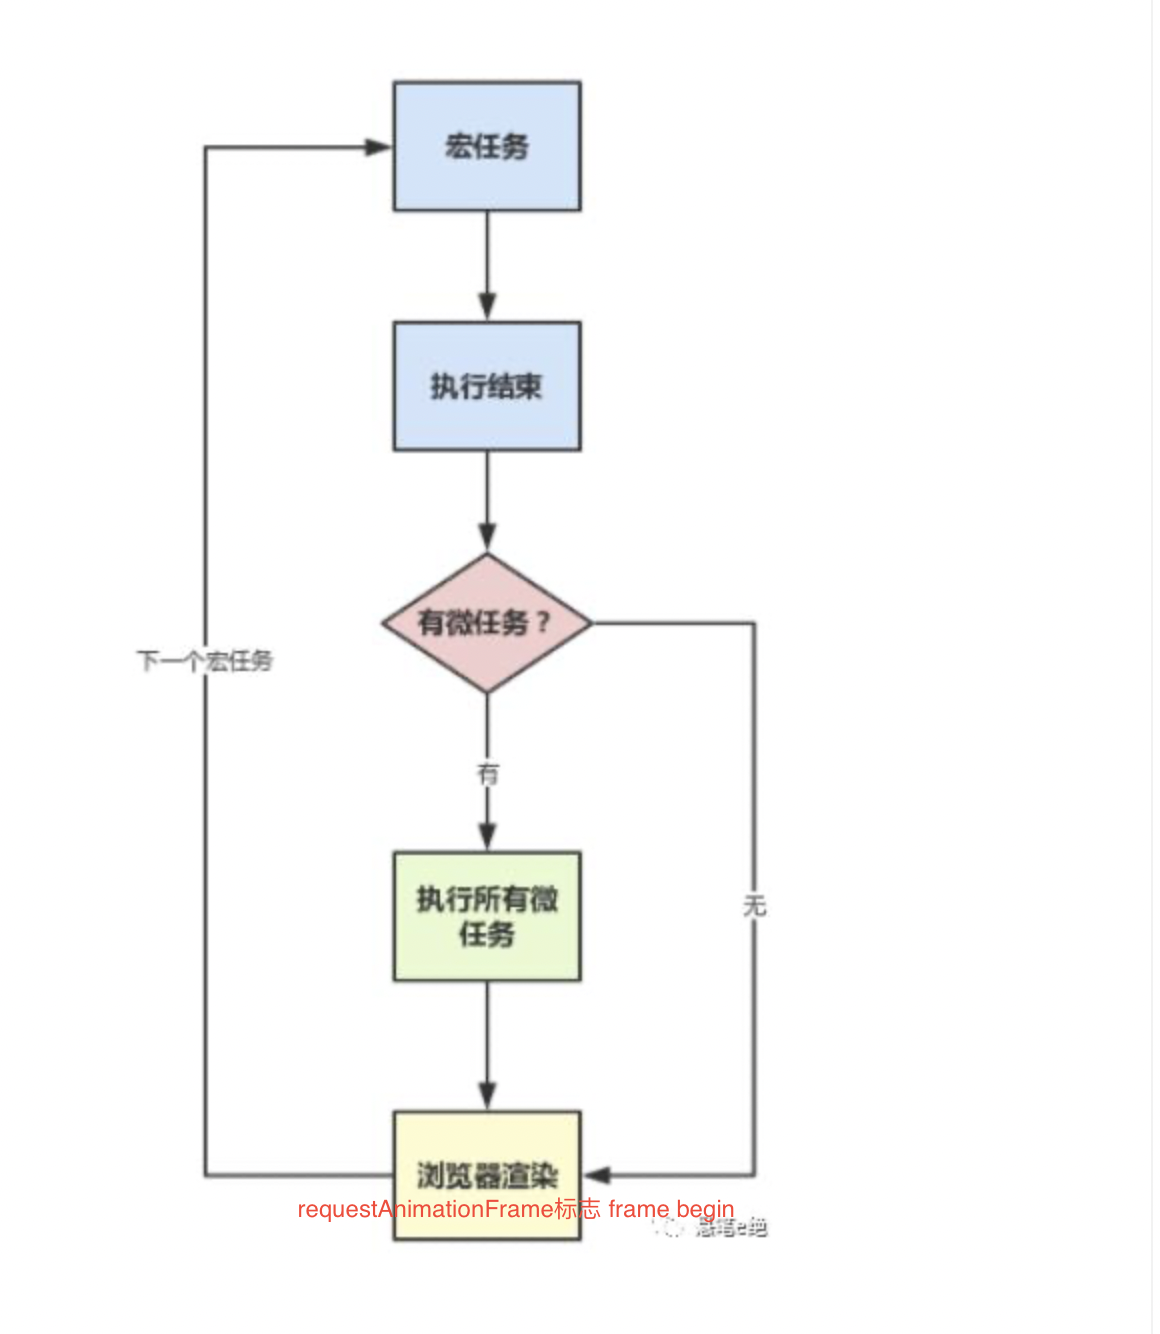 宏任务
执行结束
有微任务？
下一个宏任务
有
执行所有微
任务
无
浏览器渲染
requestAnimationFrame标志 frame begin